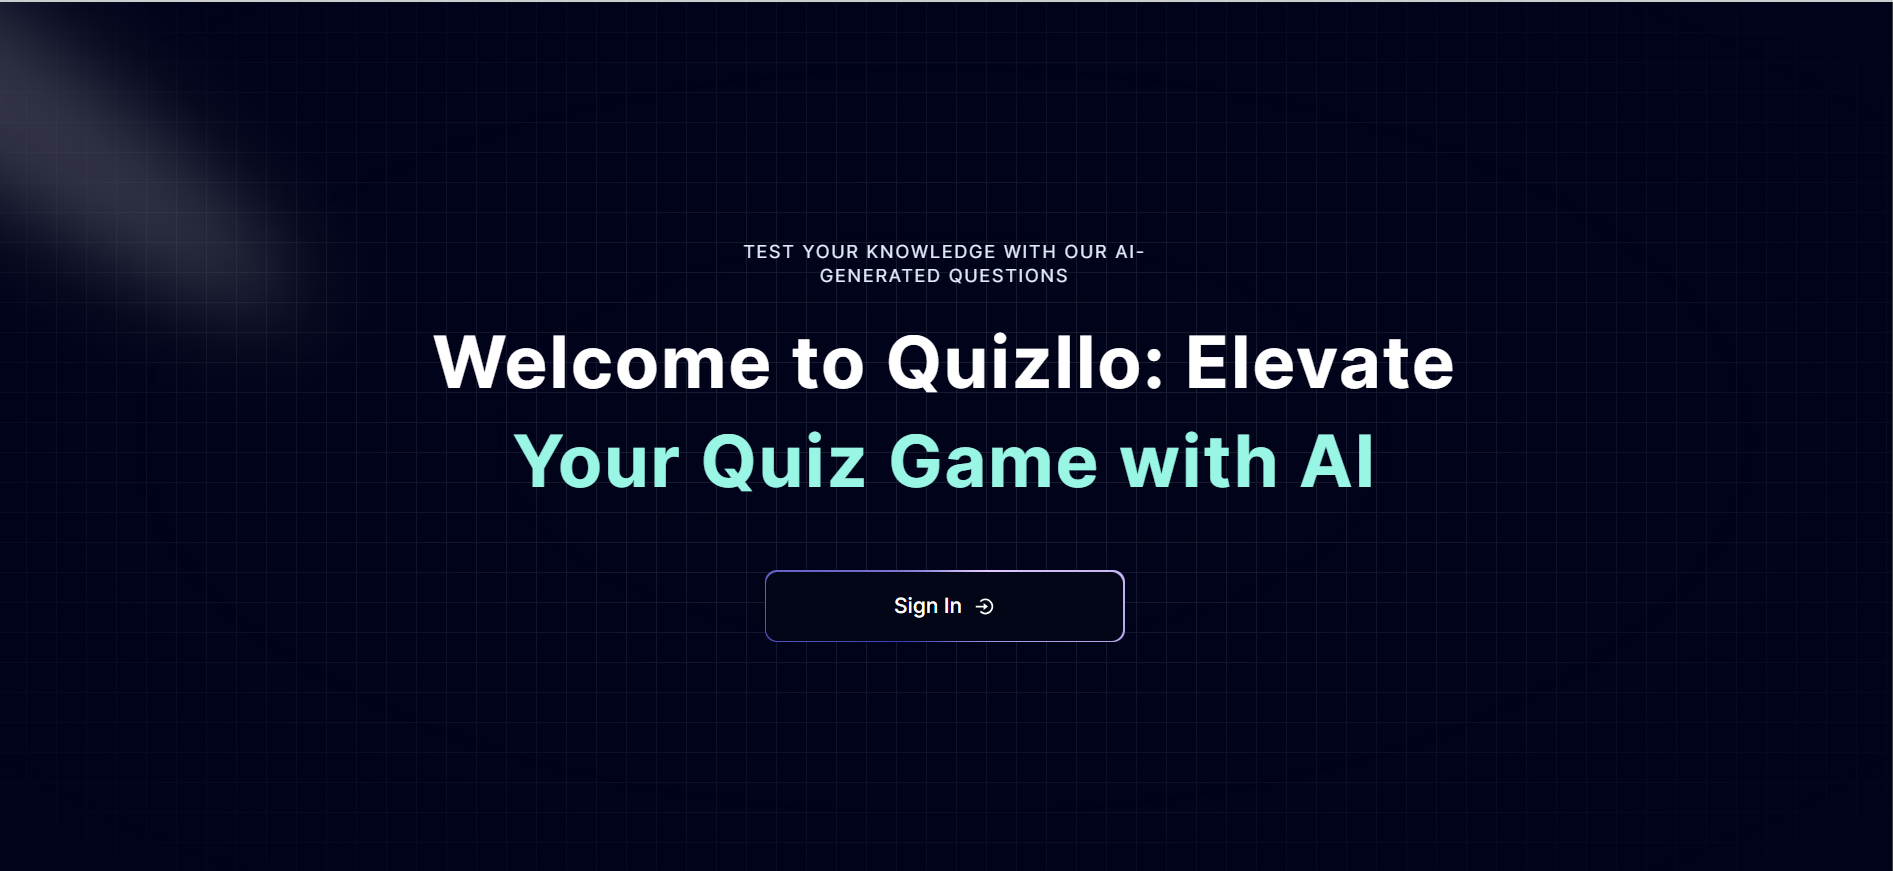 TEST YOUR KNOWLEDGE WITH OUR AI-
GENERATED QUESTIONS
Welcome to Quizllo: Elevate
Your Quiz Game with AI
Sign In